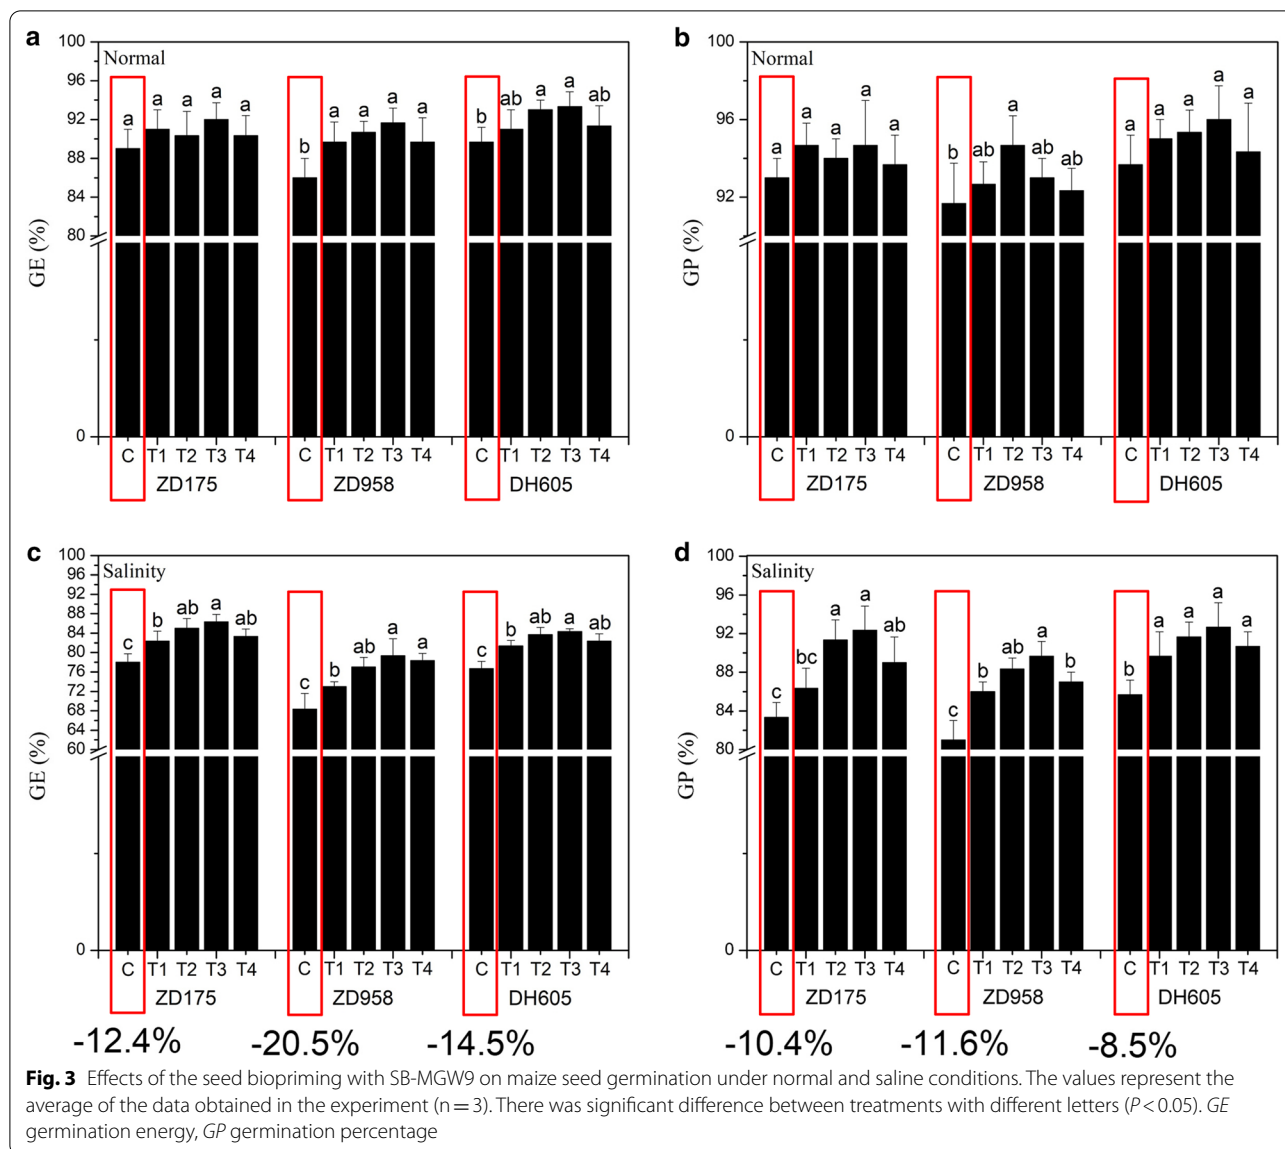 a
Normal
GE (%)
100
96
92
88
84
80
0
a a a a a
b a a a a
b ab a a ab
C T1 T2 T3 T4 C T1 T2 T3 T4 C T1 T2 T3 T4
ZD175 ZD958 DH605
b
Normal
GP (%)
100
96
92
0
a a a a a
b ab a ab ab
a a a a a
C T1 T2 T3 T4 C T1 T2 T3 T4 C T1 T2 T3 T4
ZD175 ZD958 DH605
c
Salinity
GE (%)
100
96
92
88
84
80
76
72
68
64
60
0
c b ab a ab
c b ab a a
c b ab a ab
C T1 T2 T3 T4 C T1 T2 T3 T4 C T1 T2 T3 T4
ZD175 ZD958 DH605
-12.4% -20.5% -14.5%
d
Salinity
GP (%)
100
96
92
88
84
80
0
c bc a a ab
c b ab a b
b a a a a
C T1 T2 T3 T4 C T1 T2 T3 T4 C T1 T2 T3 T4
ZD175 ZD958 DH605
-10.4% -11.6% -8.5%
Fig. 3 Effects of the seed biopriming with SB-MGW9 on maize seed germination under normal and saline conditions. The values represent the
average of the data obtained in the experiment (n = 3). There was significant difference between treatments with different letters (P < 0.05). GE
germination energy, GP germination percentage